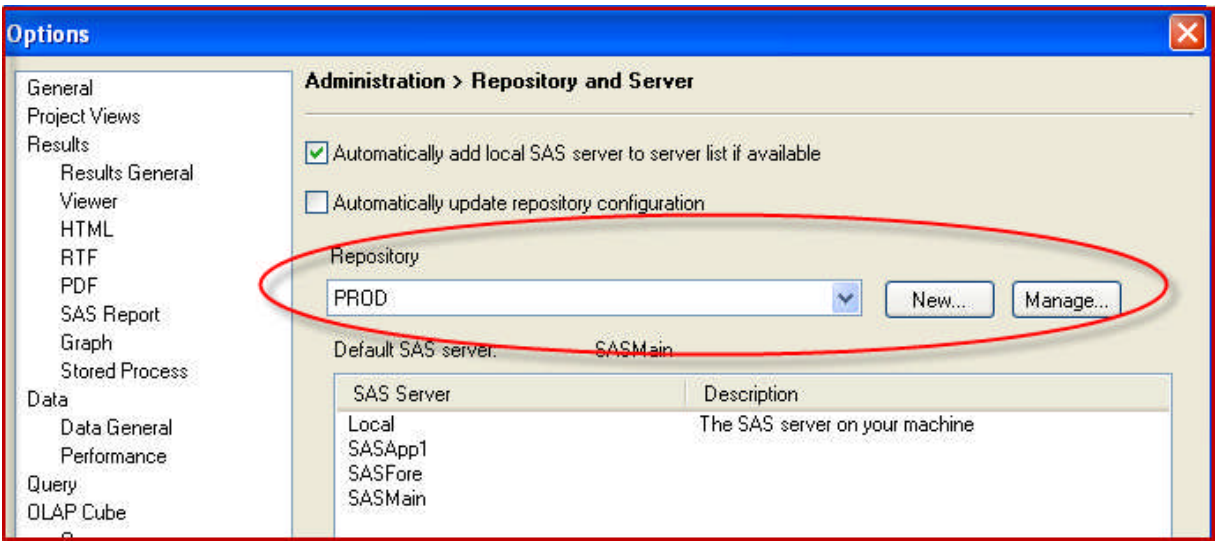 Options
General
Project Views
Results
Results General
Viewer
HTML
RTF
PDF
SAS Report
Graph
Stored Process
Data
Data General
Performance
Query
OLAP Cube
Administration > Repository and Server
Automatically add local SAS server to server list if available
Automatically update repository configuration
Repository
PROD
New...
Manage...
Default SAS server: SASMain
SAS Server Description
Local The SAS server on your machine
SASApp1
SASFore
SASMain